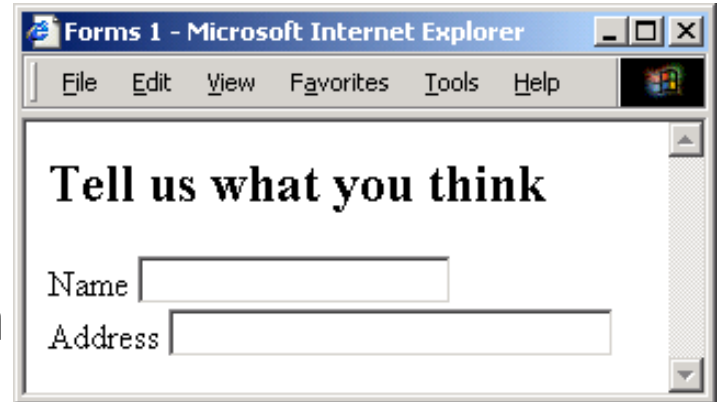 Forms 1 - Microsoft Internet Explorer
File Edit View Favorites Tools Help
Tell us what you think
Name
Address